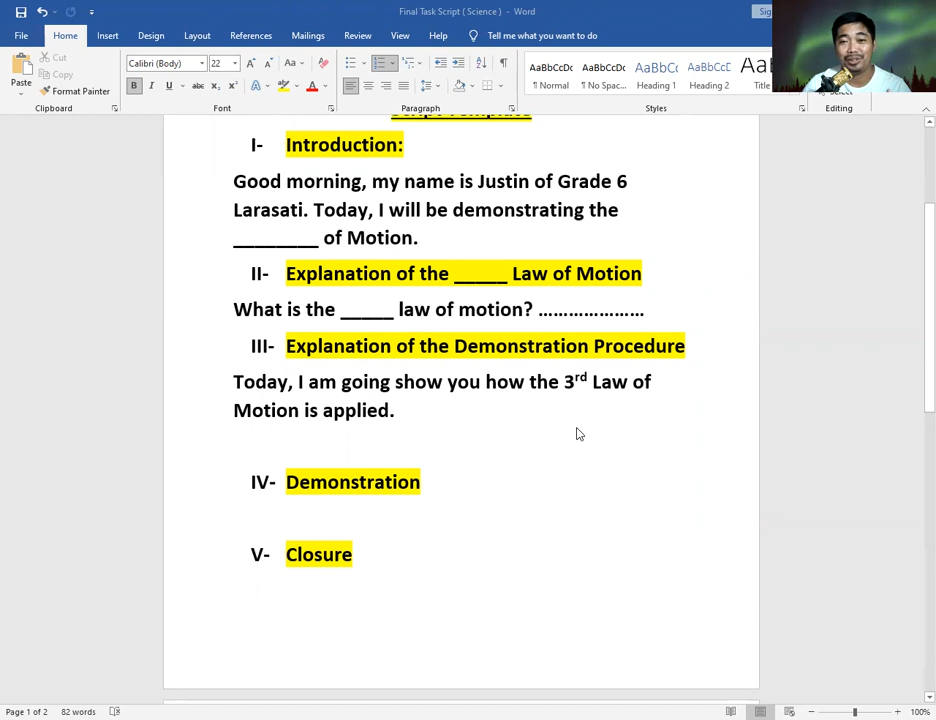 Final Task Script ( Science ) - Word
Sig
File Home Insert Design Layout References Mailings Review View Help Tell me what you want to do
Cut
Copy
Paste
Format Painter
Calibri (Body) 22
AaBbCcDc AaBbCcDc AaBbCc AaBbCcD AaB
¶ Normal ¶ No Spac... Heading 1 Heading 2 Title
Clipboard Font Paragraph Styles Editing
Script Template
I- Introduction:
Good morning, my name is Justin of Grade 6
Larasati. Today, I will be demonstrating the
________ of Motion.
II- Explanation of the _____ Law of Motion
What is the _____ law of motion? …………………
III- Explanation of the Demonstration Procedure
Today, I am going show you how the 3rd Law of
Motion is applied.
IV- Demonstration
V- Closure
Page 1 of 2 82 words
100%